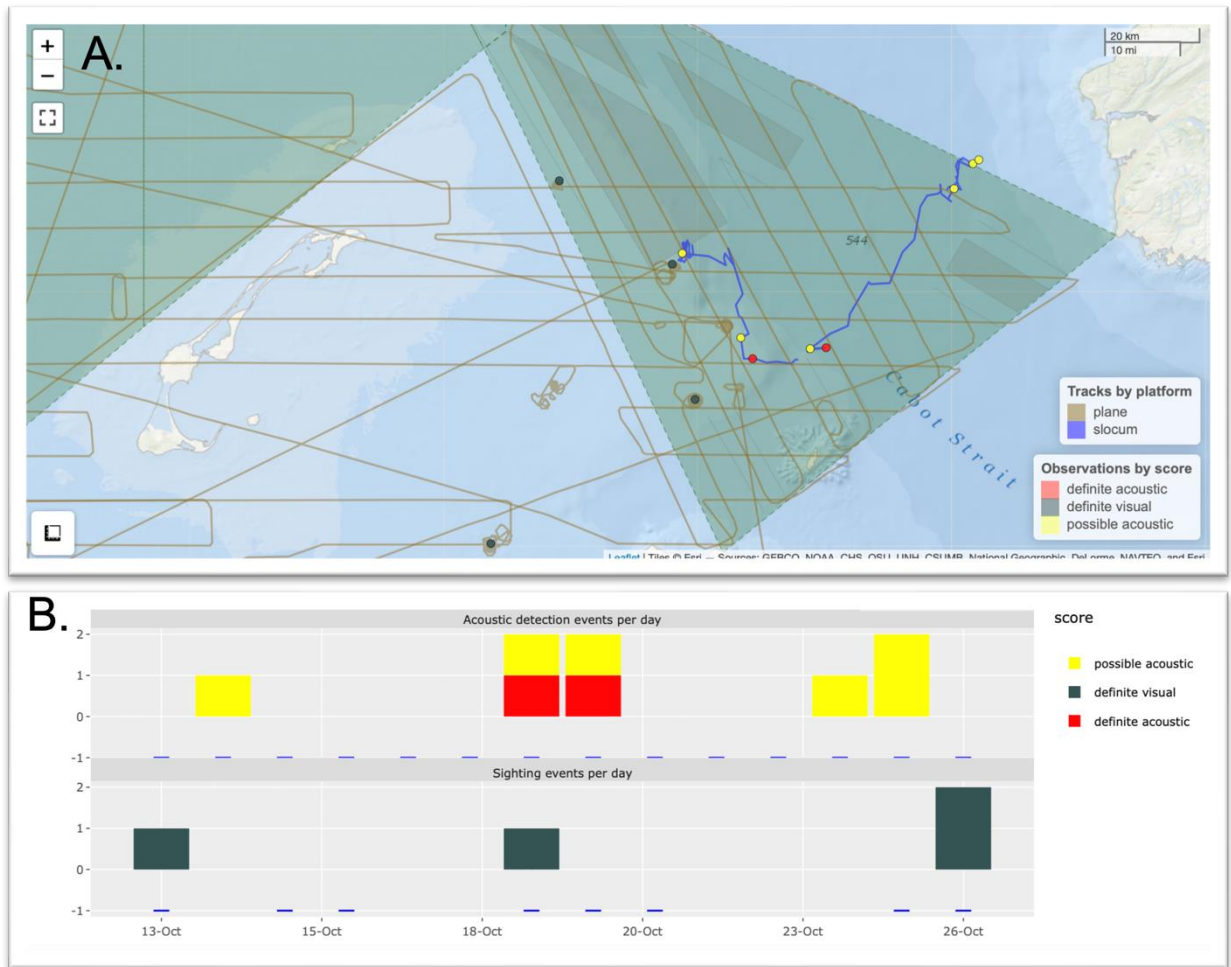 +
−
A.
20 km
10 mi
544
Cabot Strait
Tracks by platform
plane
slocum
Observations by score
definite acoustic
definite visual
possible acoustic
Leaflet | Tiles © Esri — Sources: GEBCO, NOAA, CHS, OSU, UNH, CSUMB, National Geographic, DeLorme, NAVTEQ, and Esri
B.
Acoustic detection events per day
2
1
0
-1
Sighting events per day
2
1
0
-1
13-Oct
15-Oct
18-Oct
20-Oct
23-Oct
26-Oct
score
possible acoustic
definite visual
definite acoustic